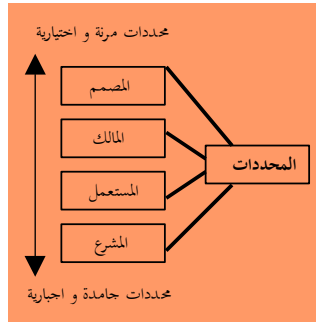 محددات مرنة و اختيارية
المصمم
المالك
المحددات
المستعمل
المشرع
محددات جامدة و اجبارية